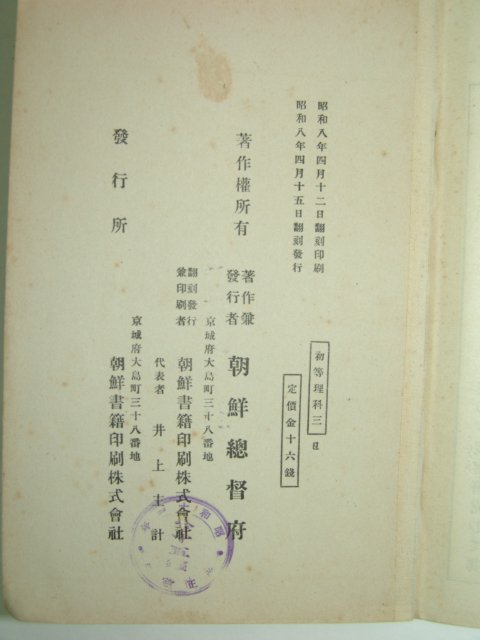 昭和八年四月十二日翻刻印刷
昭和八年四月十五日翻刻發行
初等理科三
定價金十六錢
著作權所有
著作兼
發行者
朝鮮總督府
京城府大島町三十八番地
翻刻發行
兼印刷者
朝鮮書籍印刷株式會社
代表者 井上主計
京城府大島町三十八番地
發行所
朝鮮書籍印刷株式會社